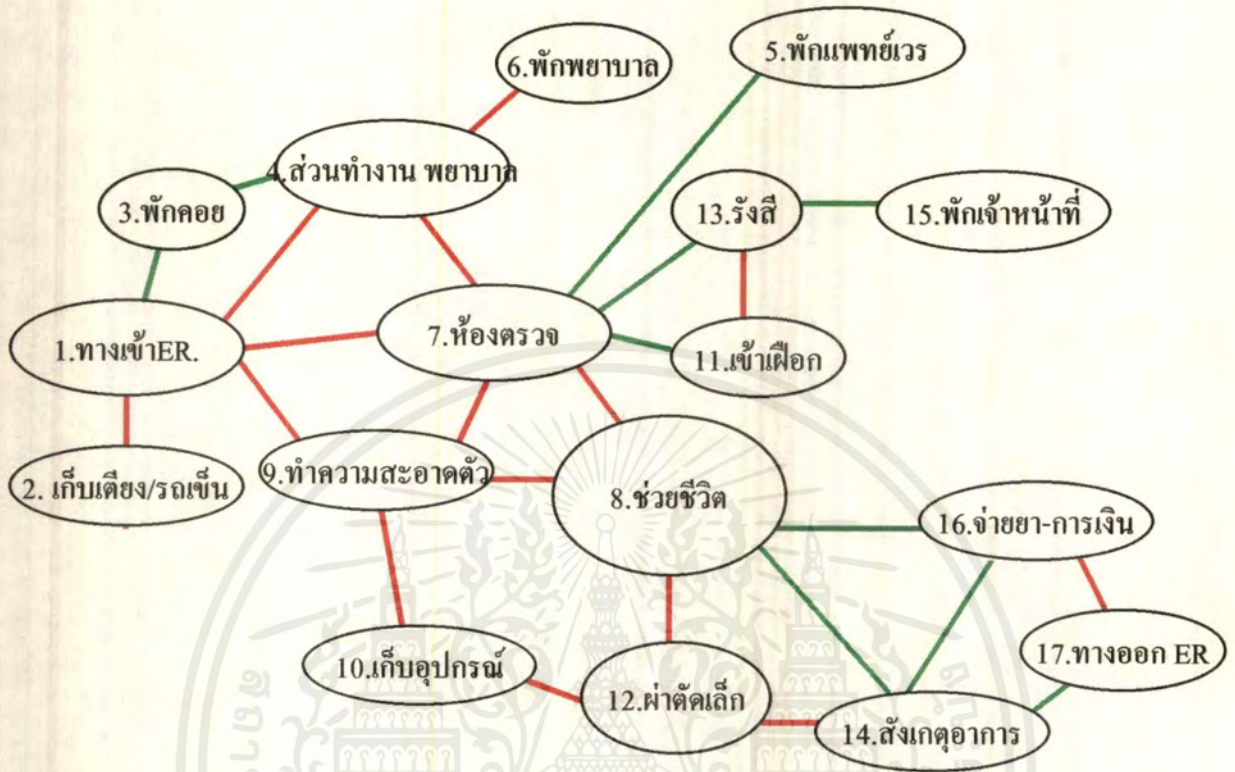 6.พักพยาบาล
5.พักแพทย์เวร
4.ส่วนทำงาน พยาบาล
3.พักคอย
13.รังสี
15.พักเจ้าหน้าที่
1.ทางเข้าER.
7.ห้องตรวจ
11.เข้าเฝือก
9.ทำความสะอาดตัว
2. เก็บเตียง/รถเข็น
8.ช่วยชีวิต
16.จ่ายยา-การเงิน
10.เก็บอุปกรณ์
12.ผ่าตัดเล็ก
17.ทางออก ER
14.สังเกตุอาการ